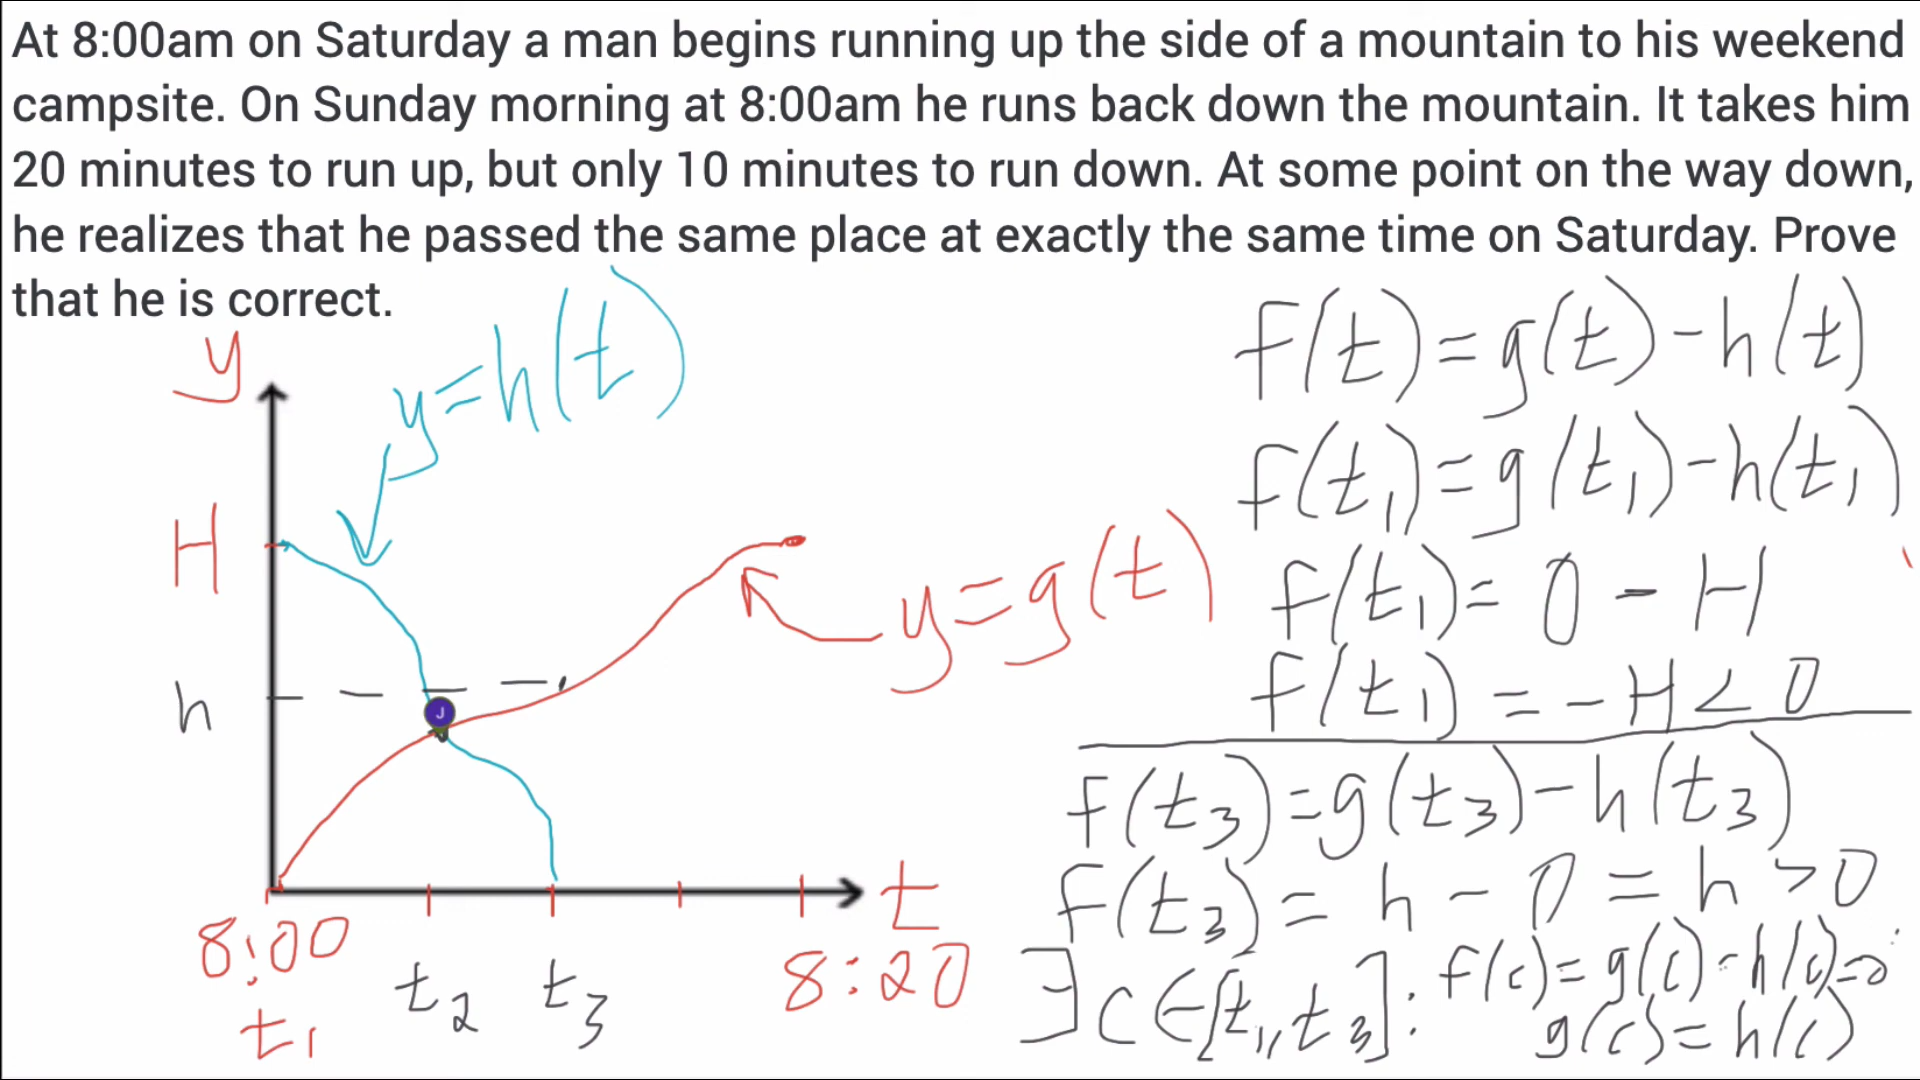 At 8:00am on Saturday a man begins running up the side of a mountain to his weekend
campsite. On Sunday morning at 8:00am he runs back down the mountain. It takes him
20 minutes to run up, but only 10 minutes to run down. At some point on the way down,
he realizes that he passed the same place at exactly the same time on Saturday. Prove
that he is correct.
y
y=h(t)
H
h
J
y=g(t)
t
8:00
t₁
t₂
t₃
8:20
f(t)=g(t)-h(t)
f(t₁)=g(t₁)-h(t₁)
f(t₁)= 0 - H
f(t₁) = -H < 0
f(t₃)=g(t₃)-h(t₃)
f(t₃)= h - 0 = h > 0
∃ c ∈ [t₁, t₃]: f(c)=g(c)-h(c)=0
g(c)=h(c)